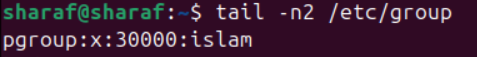 sharaf@sharaf:~$ tail -n2 /etc/group
pgroup:x:30000:islam